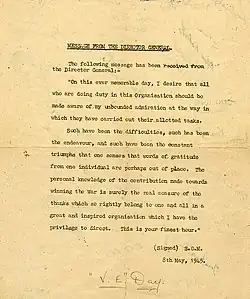 MESSAGE FROM THE DIRECTOR GENERAL.
The following message has been received from
the Director General:-
"On this ever memorable day, I desire that all
who are doing duty in this Organisation should be
made aware of my unbounded admiration at the way in
which they have carried out their allotted tasks.
Such have been the difficulties, such has been
the endeavour, and such have been the constant
triumphs that one senses that words of gratitude
from one individual are perhaps out of place. The
personal knowledge of the contribution made towards
winning the War is surely the real measure of the
thanks which so rightly belong to one and all in a
great and inspired organisation which I have the
privilege to direct. This is your finest hour."
(Signed) E.G.M.
8th May, 1945.
"V.E." Day.